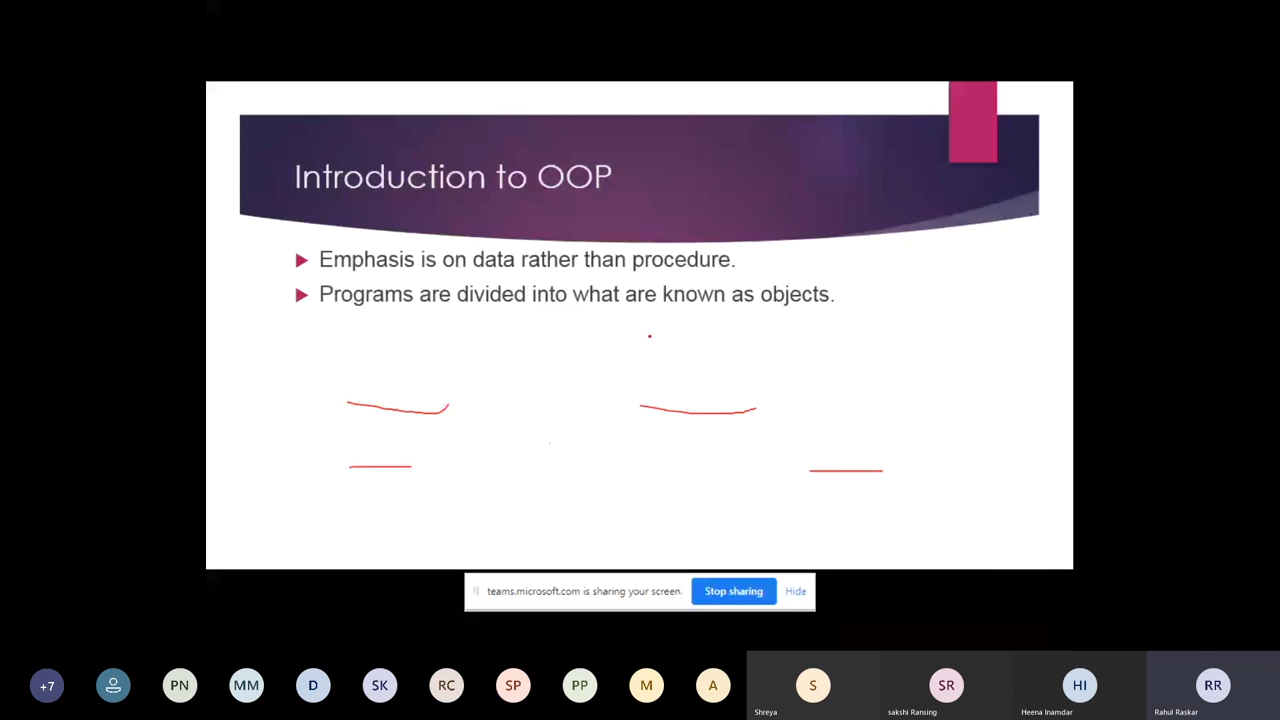 Introduction to OOP
Emphasis is on data rather than procedure.
Programs are divided into what are known as objects.
teams.microsoft.com is sharing your screen.
Stop sharing
Hide
+7
PN
MM
D
SK
RC
SP
PP
M
A
S
SR
HI
RR
Shreya
sakshi Ransing
Heena Inamdar
Rahul Raskar